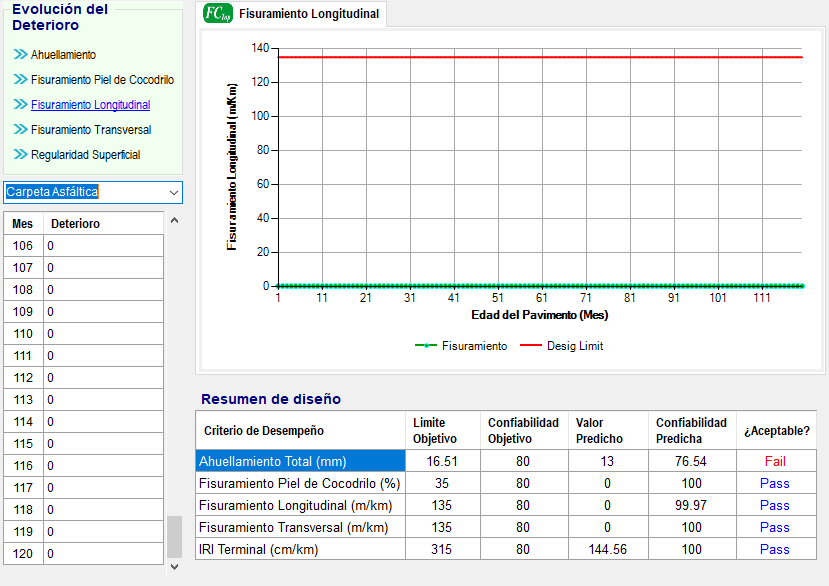 Evolución del
Deterioro
Ahuellamiento
Fisuramiento Piel de Cocodrilo
Fisuramiento Longitudinal
Fisuramiento Transversal
Regularidad Superficial
Carpeta Asfáltica
Mes Deterioro
106 0
107 0
108 0
109 0
110 0
111 0
112 0
113 0
114 0
115 0
116 0
117 0
118 0
119 0
120 0
FCTop Fisuramiento Longitudinal
Fisuramiento Longitudinal (m/Km)
140
120
100
80
60
40
20
0
1 11 21 31 41 51 61 71 81 91 101 111
Edad del Pavimento (Mes)
Fisuramiento Desig Limit
Resumen de diseño
Criterio de Desempeño Limite Objetivo Confiabilidad Objetivo Valor Predicho Confiabilidad Predicha ¿Aceptable?
Ahuellamiento Total (mm) 16.51 80 13 76.54 Fail
Fisuramiento Piel de Cocodrilo (%) 35 80 0 100 Pass
Fisuramiento Longitudinal (m/km) 135 80 0 99.97 Pass
Fisuramiento Transversal (m/km) 135 80 0 100 Pass
IRI Terminal (cm/km) 315 80 144.56 100 Pass